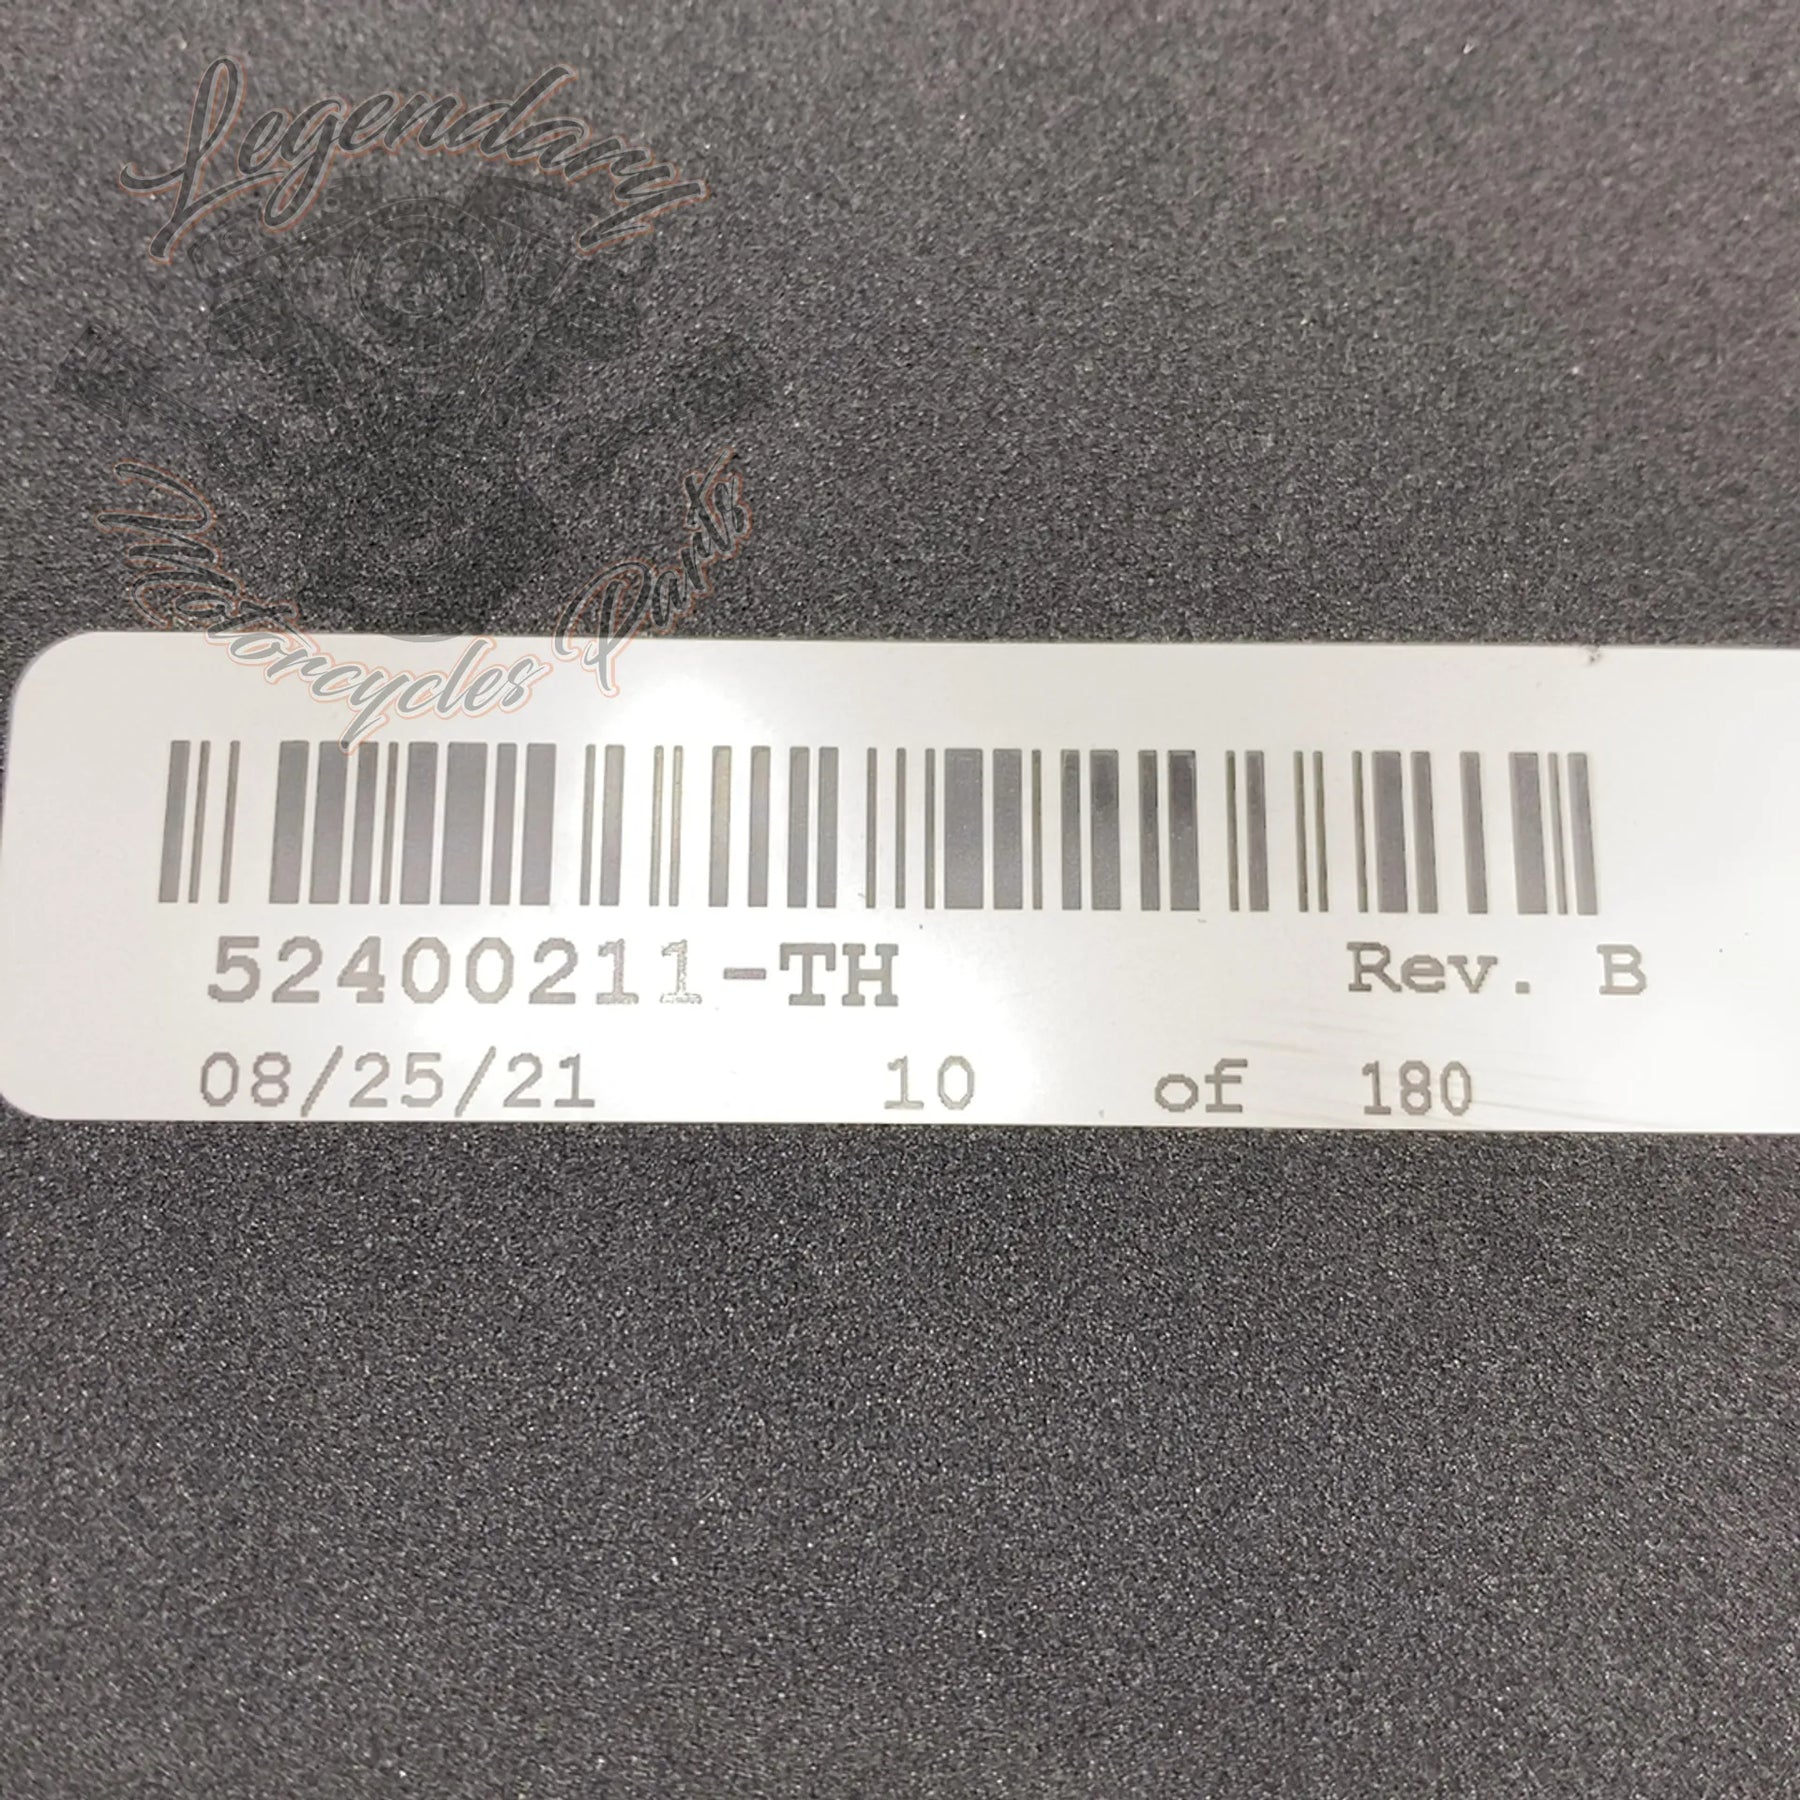 Legendary
Motorcycles Parts
52400211-TH Rev. B
08/25/21 10 of 180